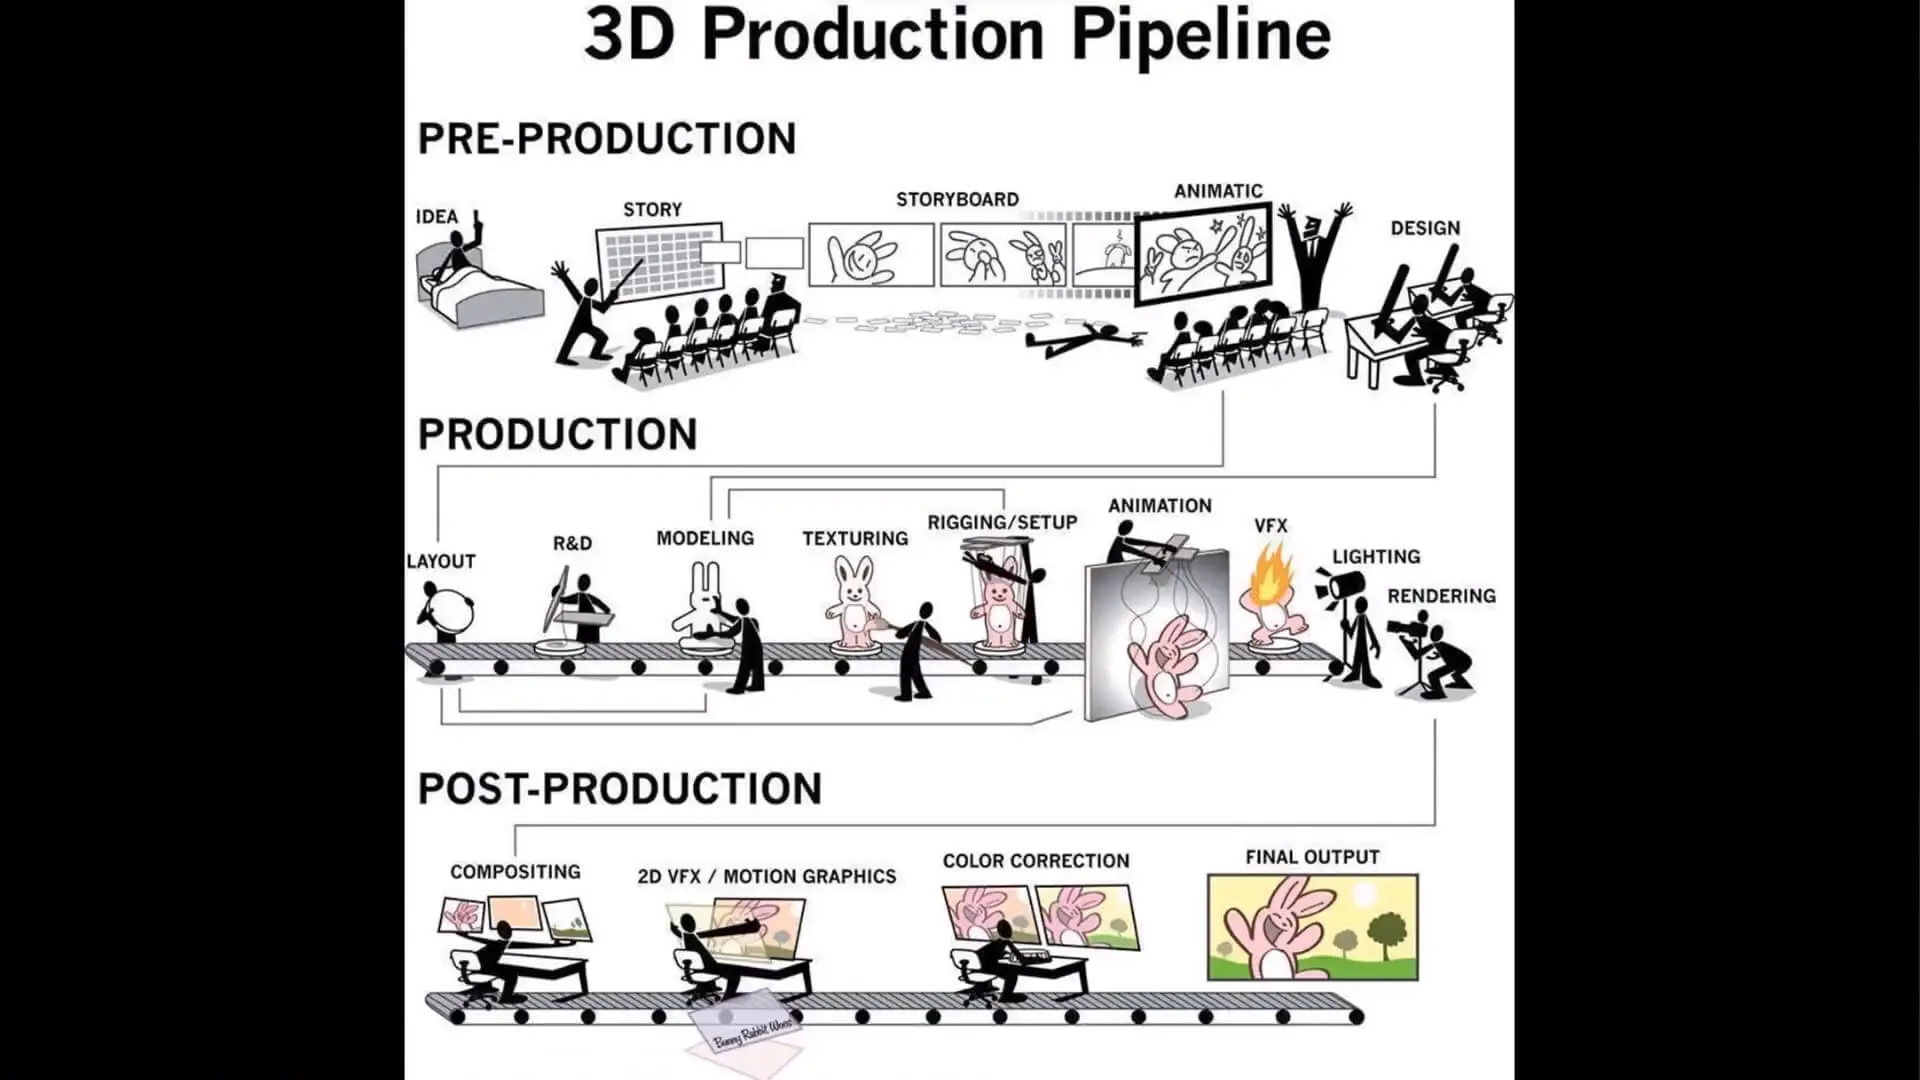 3D Production Pipeline
PRE-PRODUCTION
IDEA
STORY
STORYBOARD
ANIMATIC
DESIGN
PRODUCTION
LAYOUT
R&D
MODELING
TEXTURING
RIGGING/SETUP
ANIMATION
VFX
LIGHTING
RENDERING
POST-PRODUCTION
COMPOSITING
2D VFX / MOTION GRAPHICS
COLOR CORRECTION
FINAL OUTPUT
Bunny Rabbit Wins